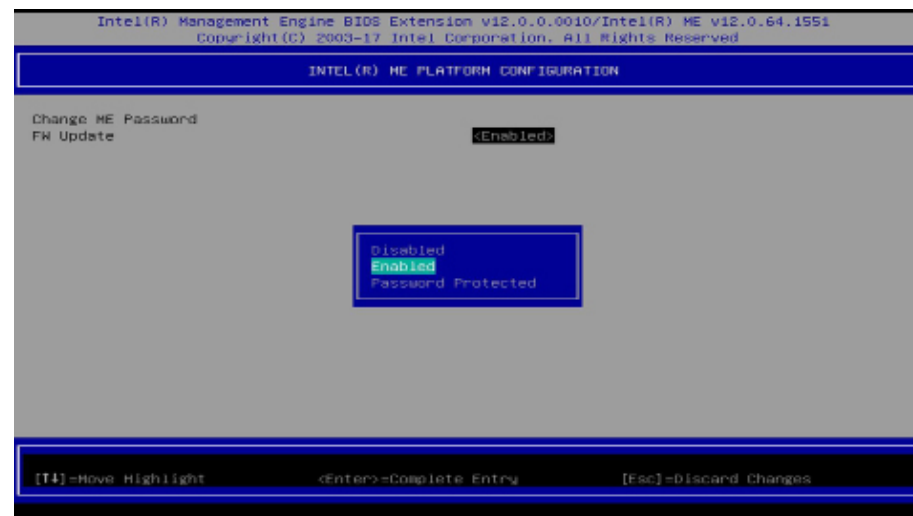 Intel(R) Management Engine BIOS Extension v12.0.0.0010/Intel(R) ME v12.0.64.1551
Copyright(C) 2003-17 Intel Corporation. All Rights Reserved
INTEL(R) ME PLATFORM CONFIGURATION
Change ME Password
FW Update <Enabled>
Disabled
Enabled
Password Protected
[↑↓]=Move Highlight <Enter>=Complete Entry [Esc]=Discard Changes